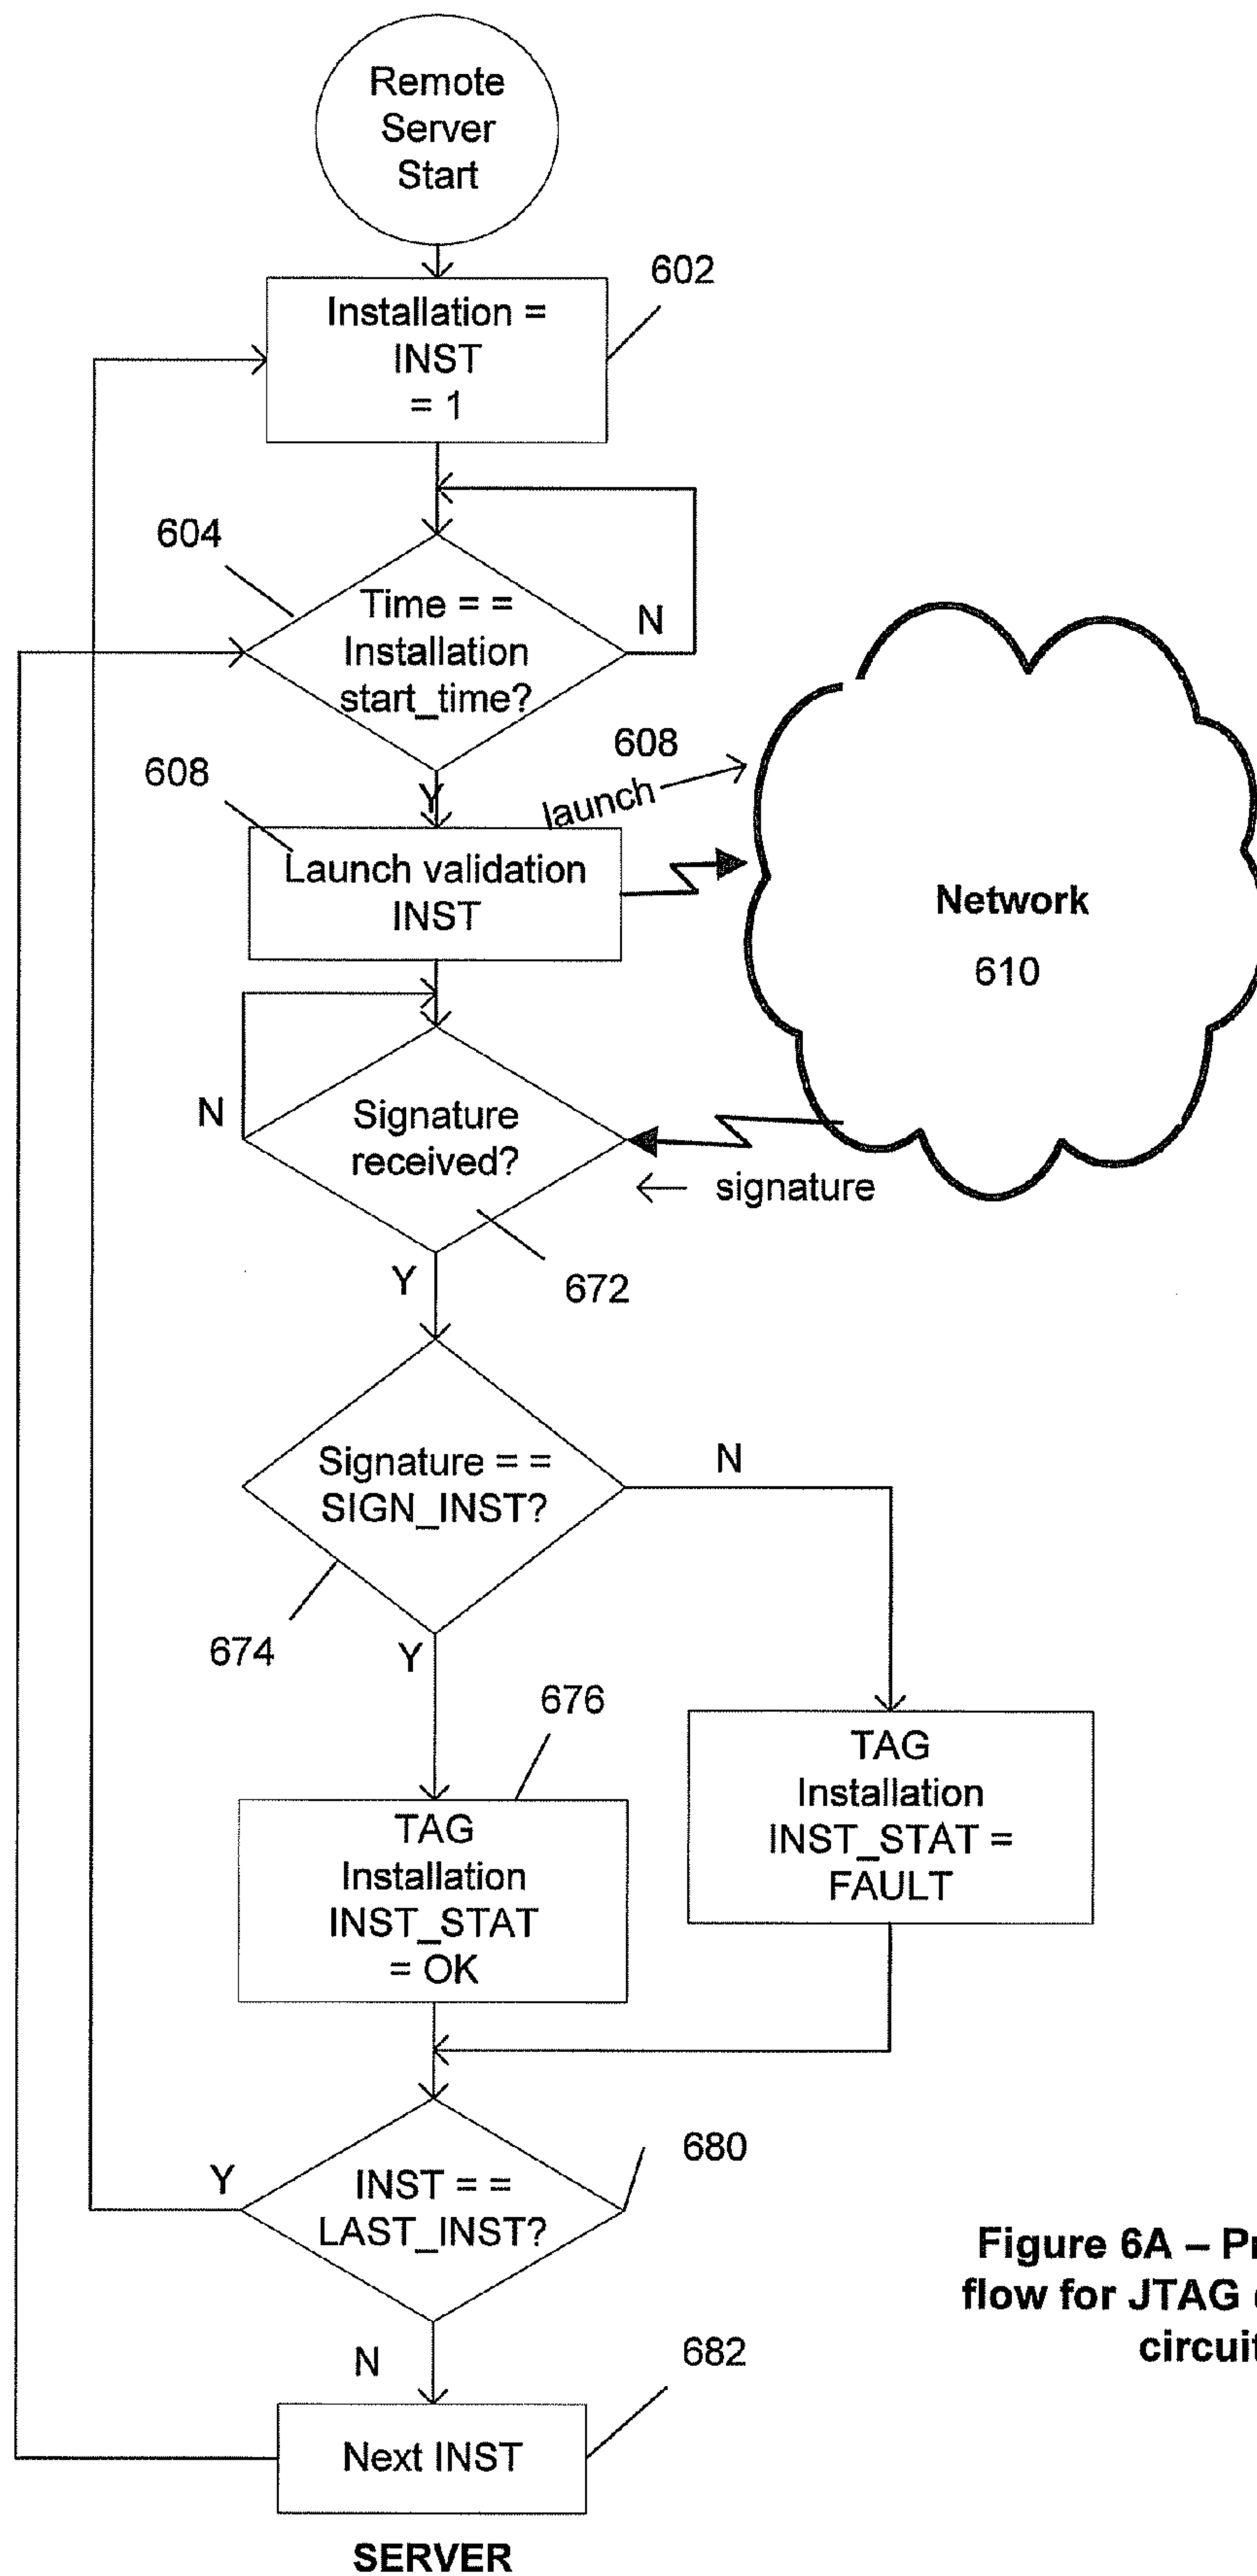 Remote
Server
Start
602
Installation =
INST
= 1
604
Time = =
Installation
start_time?
N
608
608
launch
Y
Launch validation
INST
Network
610
N
Signature
received?
signature
672
Y
Signature = =
SIGN_INST?
N
674
Y
676
TAG
Installation
INST_STAT =
FAULT
TAG
Installation
INST_STAT
= OK
680
Y
INST = =
LAST_INST?
Figure 6A –
flow for JTAG
N
682
Next INST
SERVER